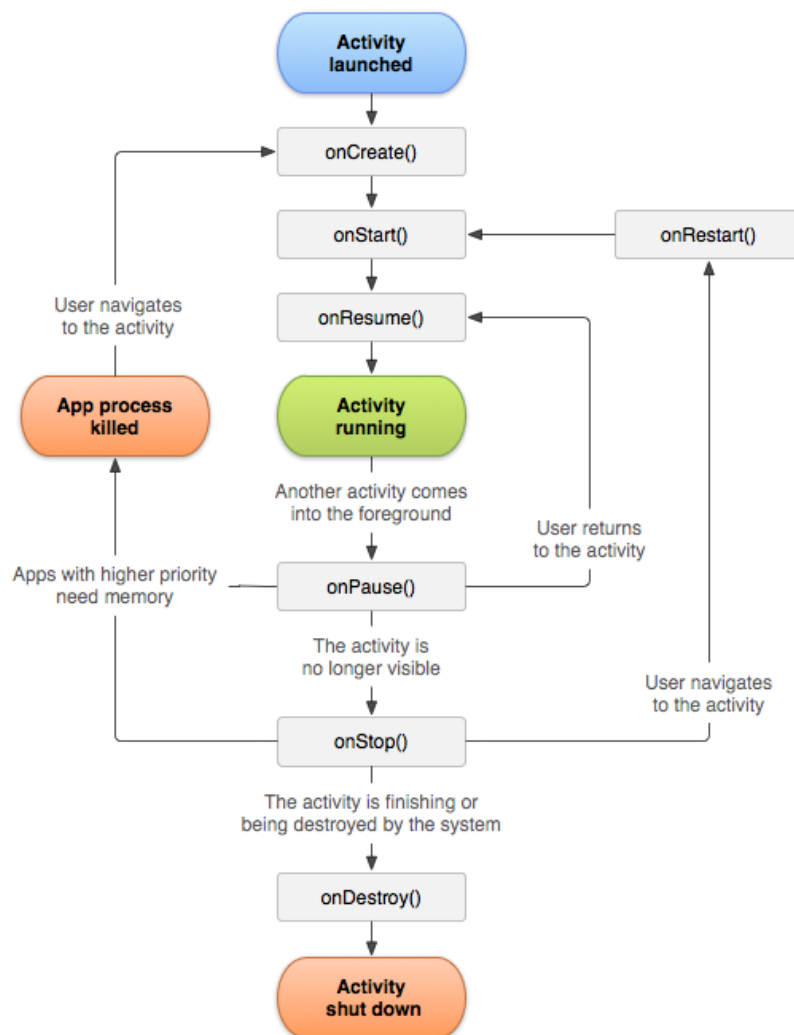 Activity
launched
onCreate()
onStart()
onRestart()
User navigates
to the activity
onResume()
App process
killed
Activity
running
Another activity comes
into the foreground
User returns
to the activity
Apps with higher priority
need memory
onPause()
The activity is
no longer visible
User navigates
to the activity
onStop()
The activity is finishing or
being destroyed by the system
onDestroy()
Activity
shut down